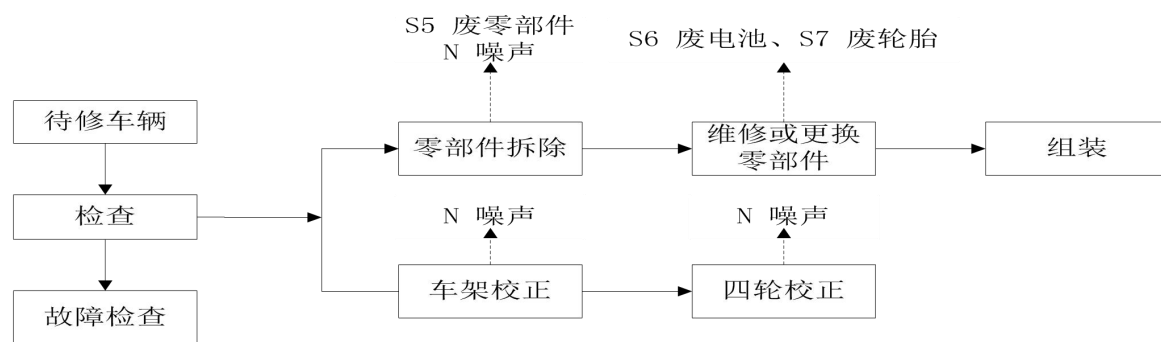 S5 废零部件
N 噪声
S6 废电池、S7 废轮胎
待修车辆
零部件拆除
维修或更换
零部件
组装
检查
N 噪声
N 噪声
车架校正
四轮校正
故障检查